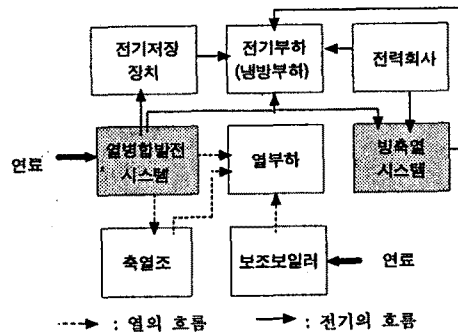 전기저장
장치
전기부하
(냉방부하)
전력회사
연료
열병합발전
시스템
열부하
빙축열
시스템
축열조
보조보일러
연료
: 열의 흐름
: 전기의 흐름